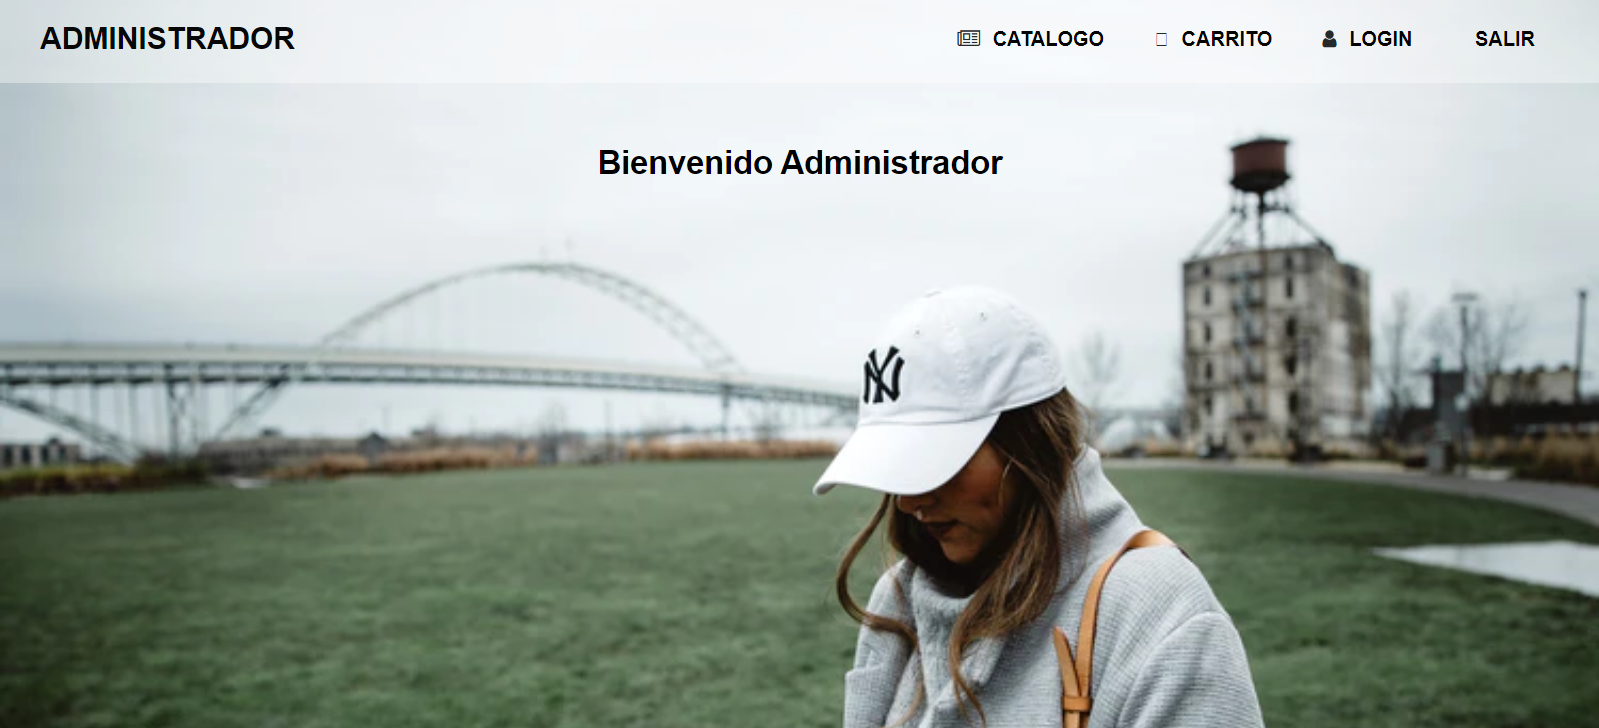 ADMINISTRADOR
CATALOGO CARRITO LOGIN SALIR
Bienvenido Administrador
NY